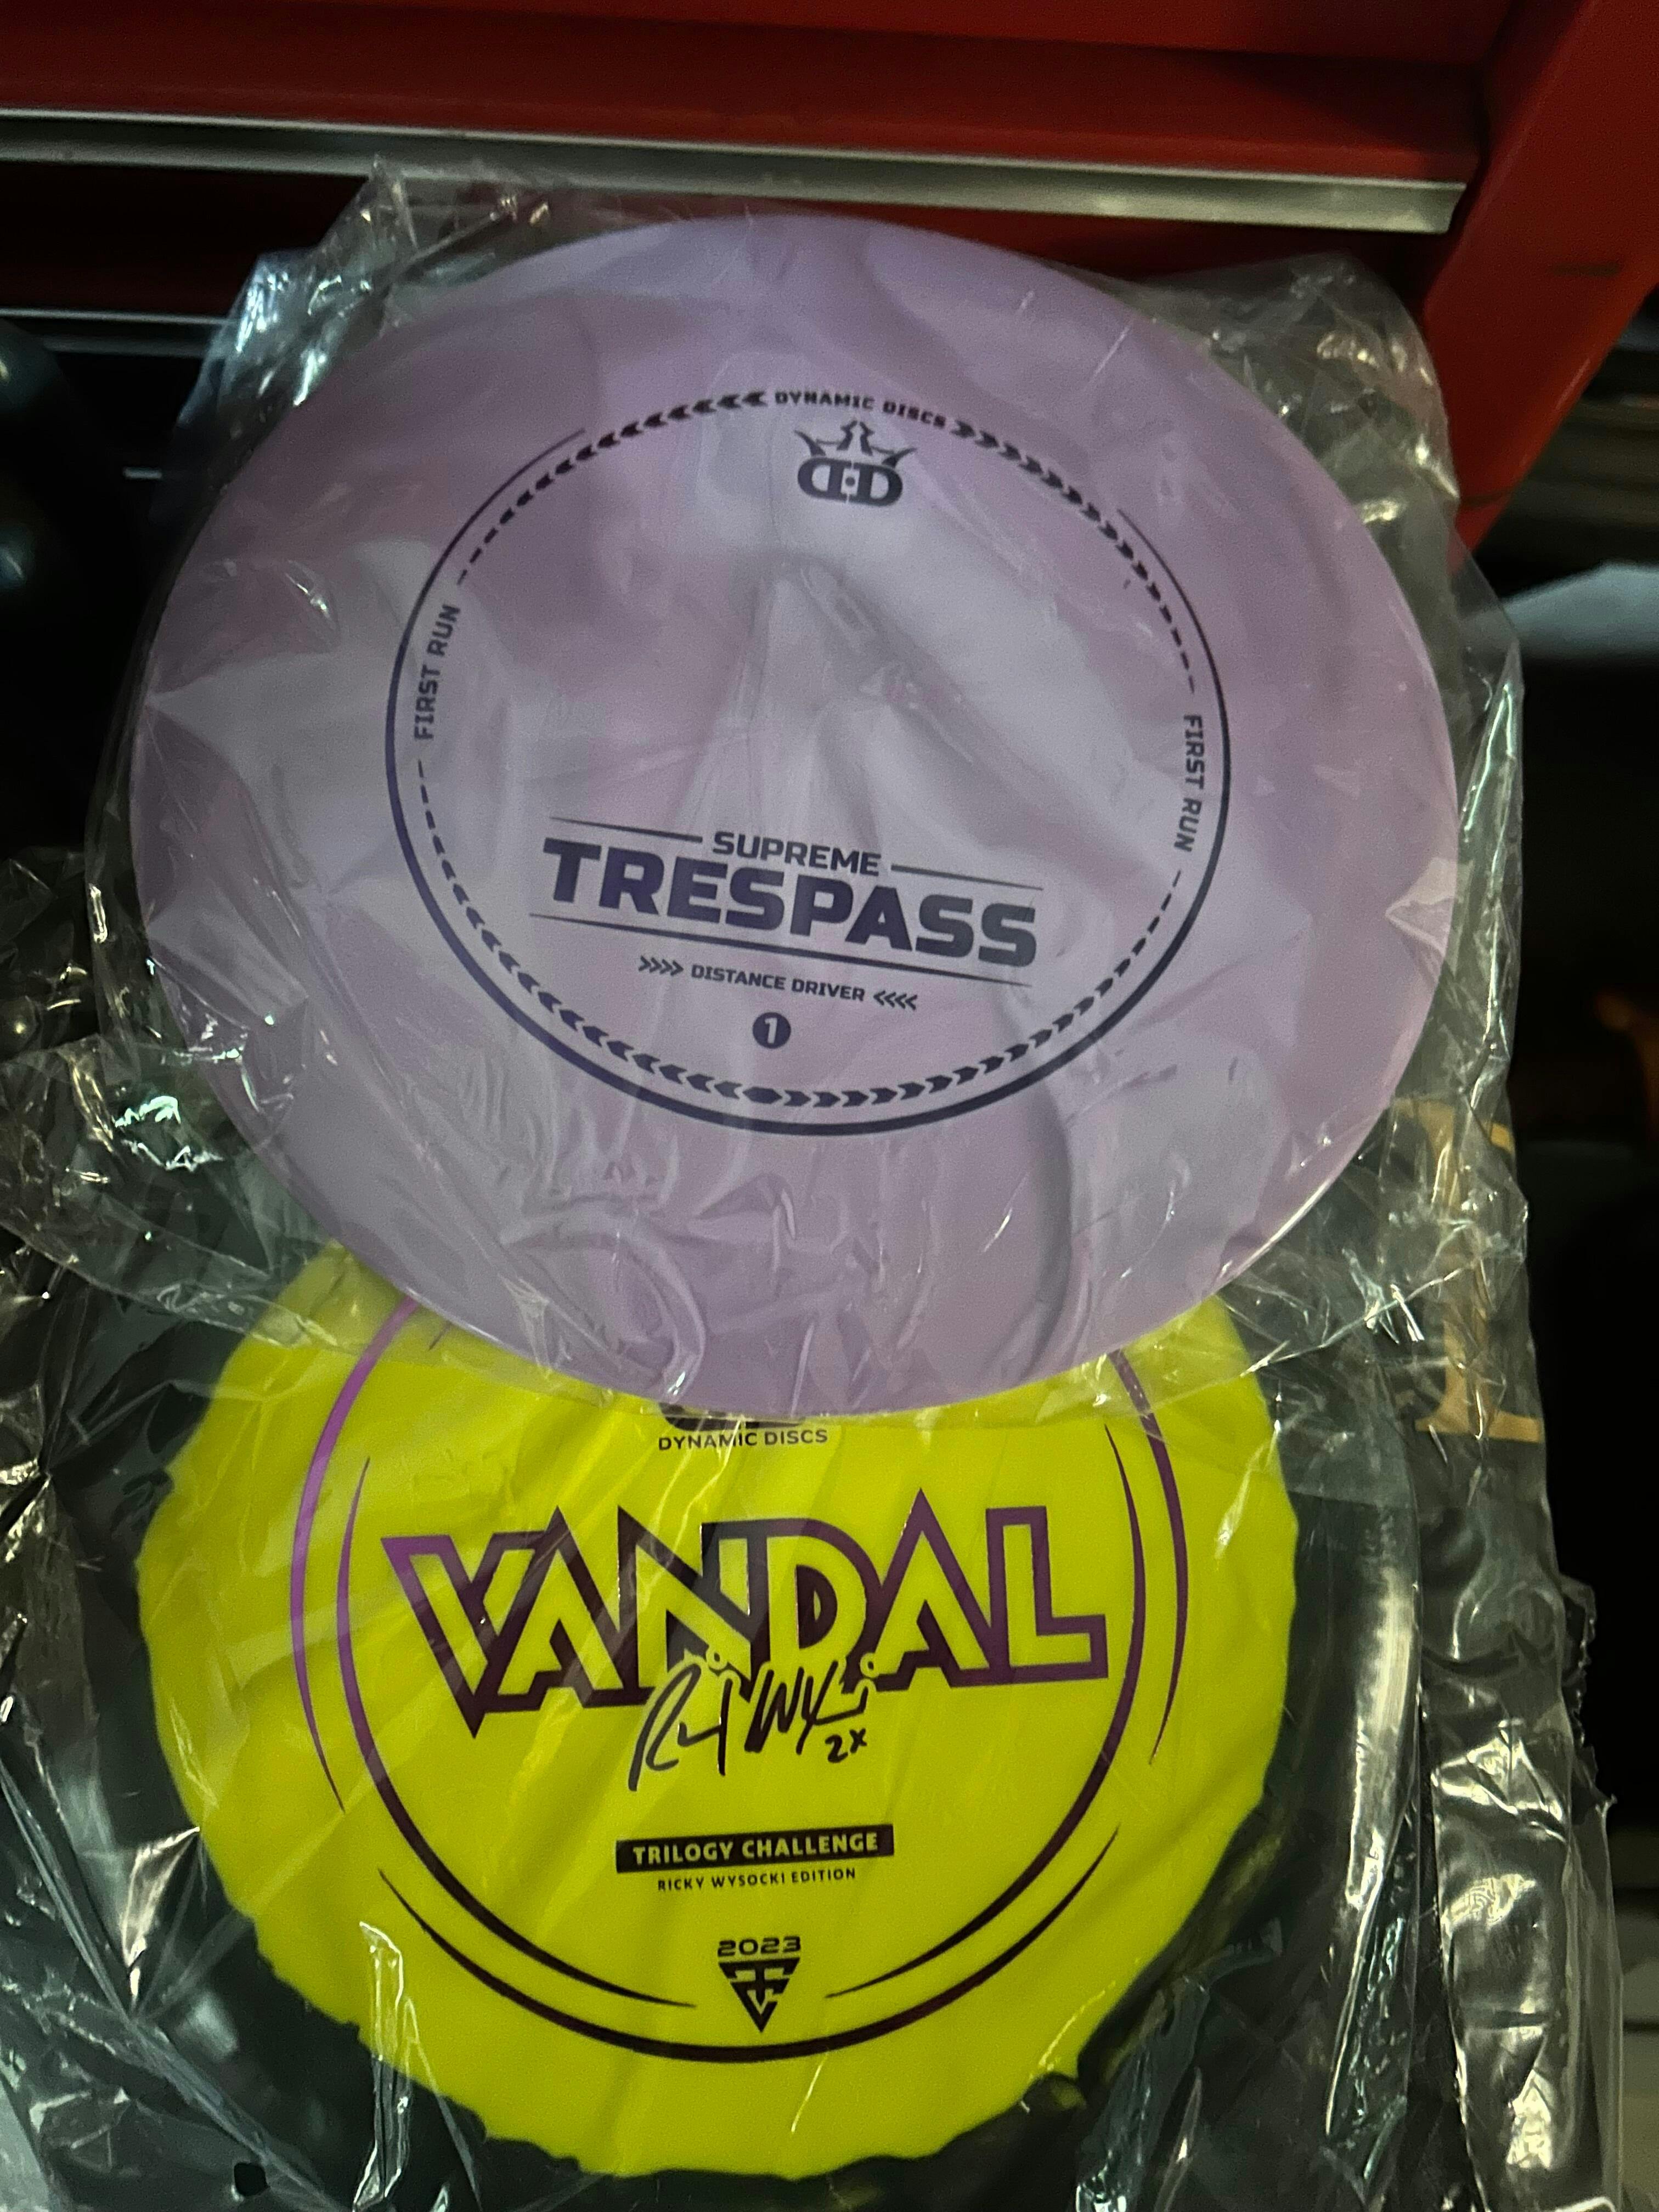 DYNAMIC DISCS
D:D
FIRST RUN
FIRST RUN
SUPREME
TRESPASS
>>>> DISTANCE DRIVER <<<<
1
DYNAMIC DISCS
VANDAL
2X
TRILOGY CHALLENGE
RICKY WYSOCKI EDITION
2023